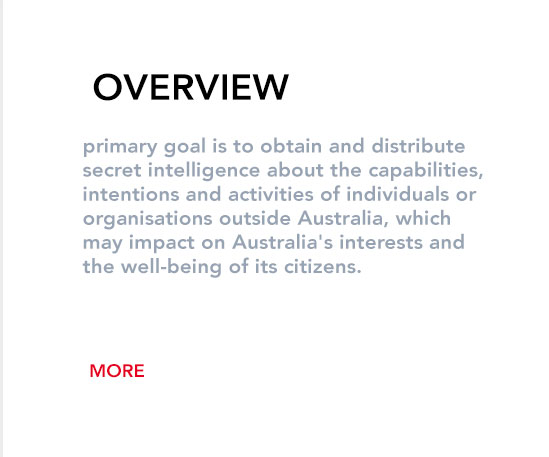 OVERVIEW
primary goal is to obtain and distribute
secret intelligence about the capabilities,
intentions and activities of individuals or
organisations outside Australia, which
may impact on Australia's interests and
the well-being of its citizens.
MORE